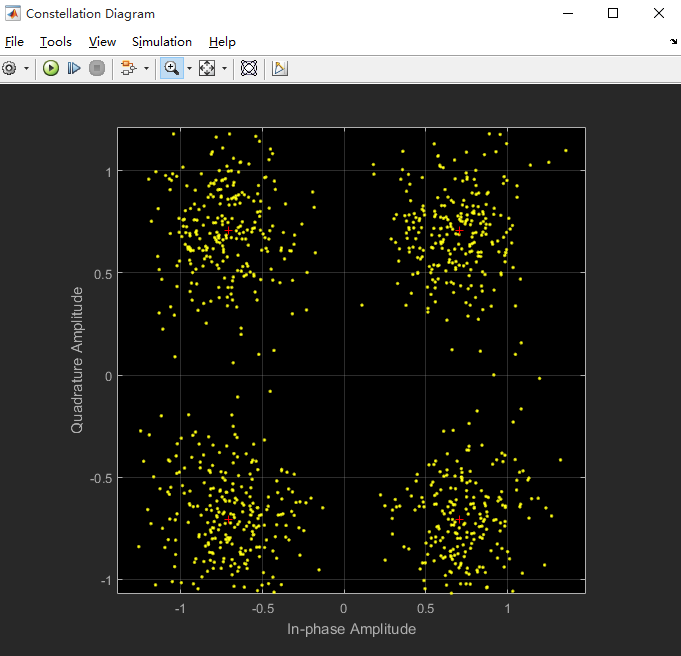 Constellation Diagram
File Tools View Simulation Help
1
0.5
0
-0.5
-1
Quadrature Amplitude
-1 -0.5 0 0.5 1
In-phase Amplitude